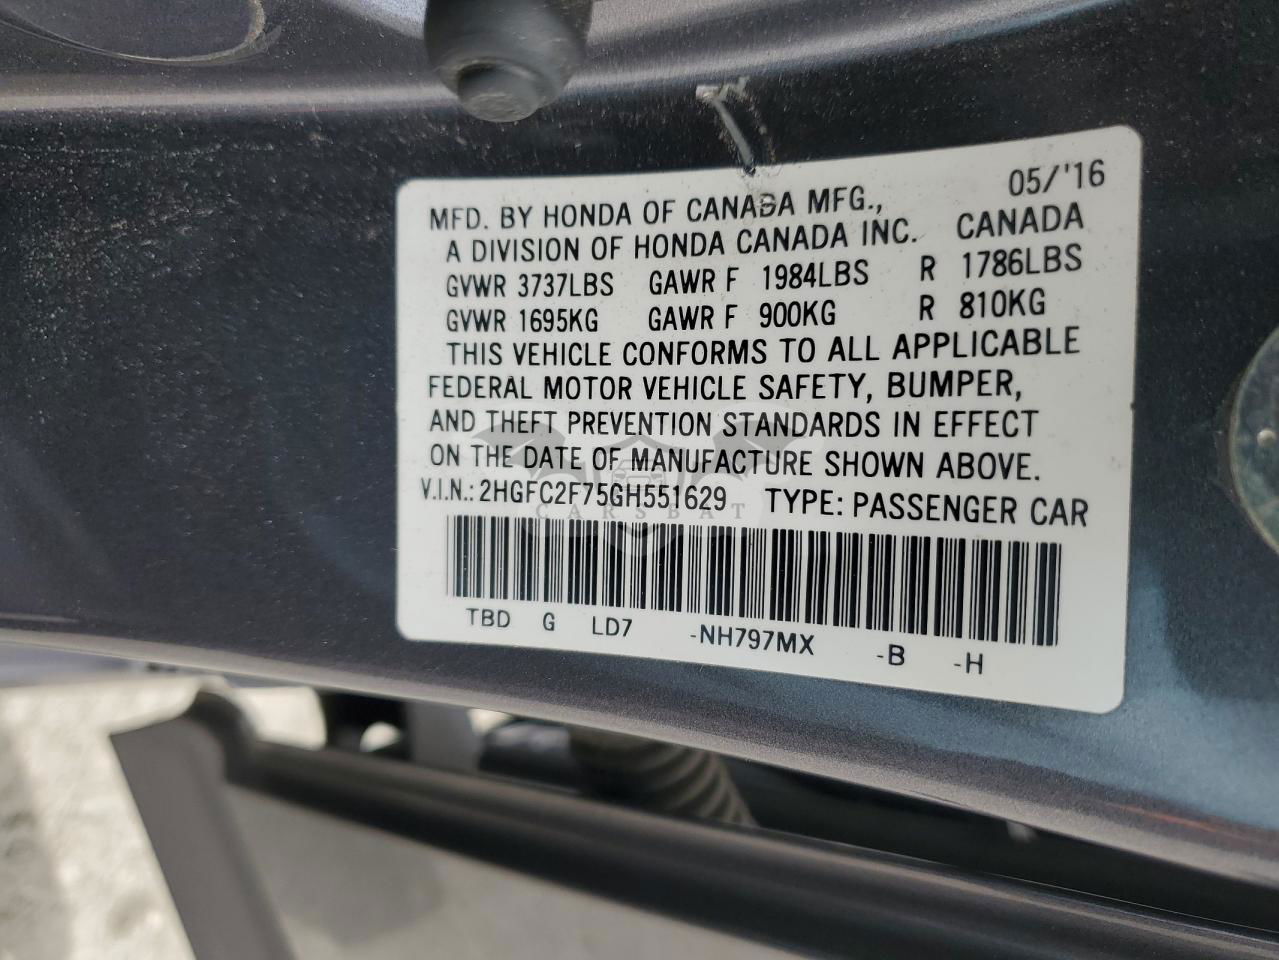 05/'16
MFD. BY HONDA OF CANADA MFG.,
A DIVISION OF HONDA CANADA INC. CANADA
GVWR 3737LBS GAWR F 1984LBS R 1786LBS
GVWR 1695KG GAWR F 900KG R 810KG
THIS VEHICLE CONFORMS TO ALL APPLICABLE
FEDERAL MOTOR VEHICLE SAFETY, BUMPER,
AND THEFT PREVENTION STANDARDS IN EFFECT
ON THE DATE OF MANUFACTURE SHOWN ABOVE.
V.I.N.: 2HGFC2F75GH551629 TYPE: PASSENGER CAR
CARSBAT
TBD G LD7 -NH797MX -B -H